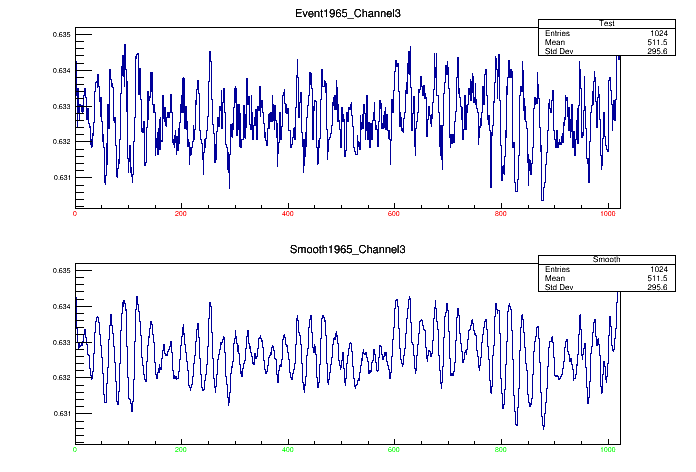 Event1965_Channel3
Test
Entries 1024
Mean 511.5
Std Dev 295.6
0.635
0.634
0.633
0.632
0.631
0 200 400 600 800 1000
Smooth1965_Channel3
Smooth
Entries 1024
Mean 511.5
Std Dev 295.6
0.635
0.634
0.633
0.632
0.631
0 200 400 600 800 1000